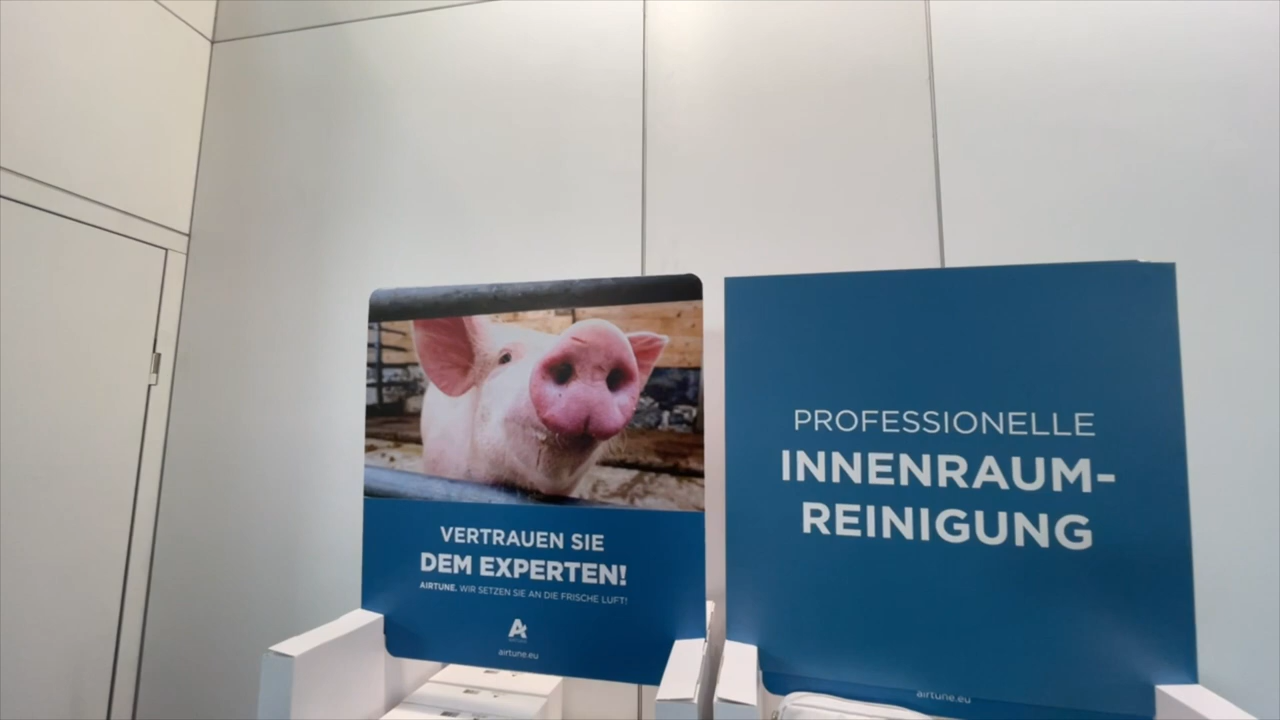 VERTRAUEN SIE
DEM EXPERTEN!
AIRTUNE. WIR SETZEN SIE AN DIE FRISCHE LUFT!
airtune.eu
PROFESSIONELLE
INNENRAUM-
REINIGUNG
airtune.eu